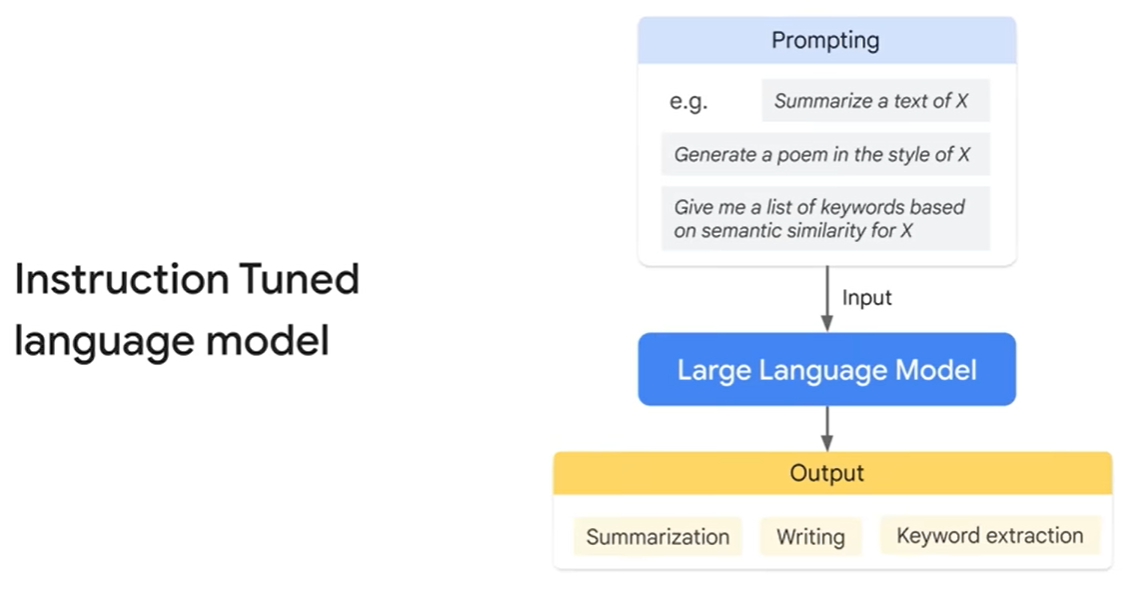 Instruction Tuned
language model
Prompting
e.g.
Summarize a text of X
Generate a poem in the style of X
Give me a list of keywords based
on semantic similarity for X
Input
Large Language Model
Output
Summarization
Writing
Keyword extraction